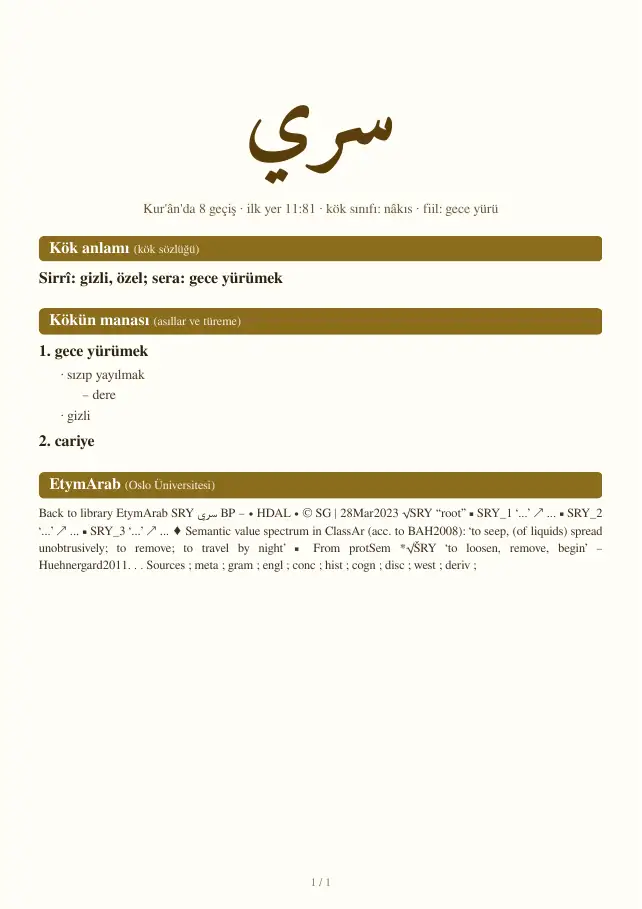 سري
Kur'ân'da 8 geçiş · ilk yer 11:81 · kök sınıfı: nâkıs · fiil: gece yürü
Kök anlamı (kök sözlüğü)
Sirrî: gizli, özel; sera: gece yürümek
Kökün manası (asıllar ve türeme)
1. gece yürümek
· sızıp yayılmak
– dere
· gizli
2. cariye
EtymArab (Oslo Üniversitesi)
Back to library EtymArab SRY سري BP – • HDAL • © SG | 28Mar2023 √SRY “root” ▪ SRY_1 ‘...’ ↗ ... ▪ SRY_2
‘...’ ↗ ... ▪ SRY_3 ‘...’ ↗ ... ♦ Semantic value spectrum in ClassAr (acc. to BAH2008): ‘to seep, (of liquids) spread
unobtrusively; to remove; to travel by night’ ▪ From protSem *√ŠRY ‘to loosen, remove, begin’ –
Huehnergard2011. . . Sources ; meta ; gram ; engl ; conc ; hist ; cogn ; disc ; west ; deriv ;
1 / 1